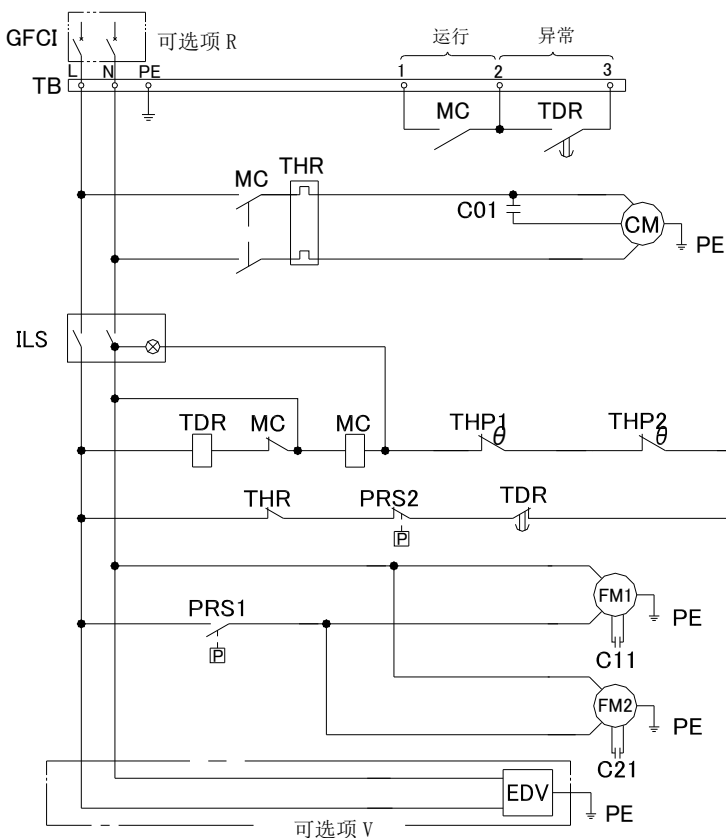 GFCI
可选项 R
运行 异常
L N PE 1 2 3
TB
MC TDR
MC THR
C01 CM
PE
ILS
TDR MC MC THP1 THP2
θ θ
THR PRS2 TDR
P
FM1
PRS1 PE
P C11
FM2
PE
C21
EDV
PE
可选项 V